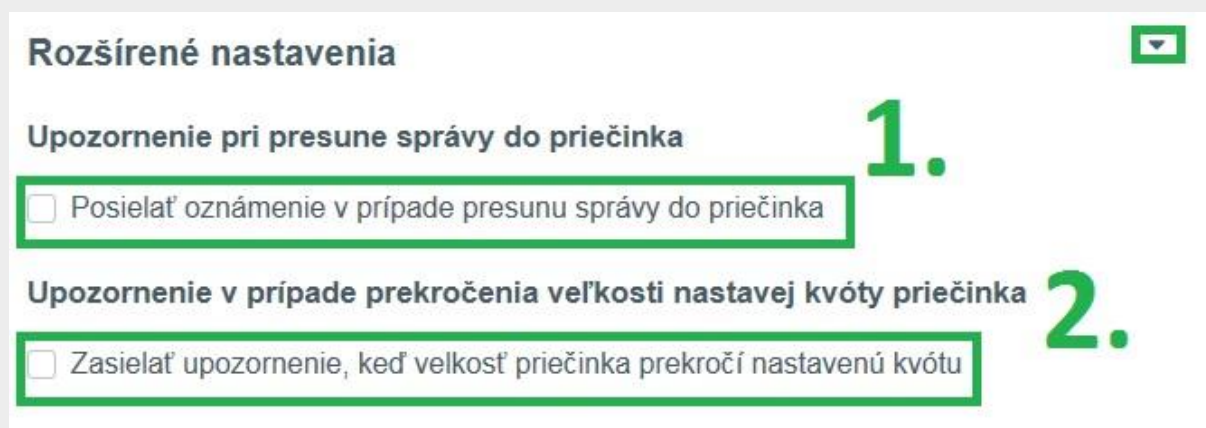 Rozšírené nastavenia
Upozornenie pri presune správy do priečinka
1.
Posielať oznámenie v prípade presunu správy do priečinka
Upozornenie v prípade prekročenia veľkosti nastavej kvóty priečinka
2.
Zasielať upozornenie, keď velkosť priečinka prekročí nastavenú kvótu